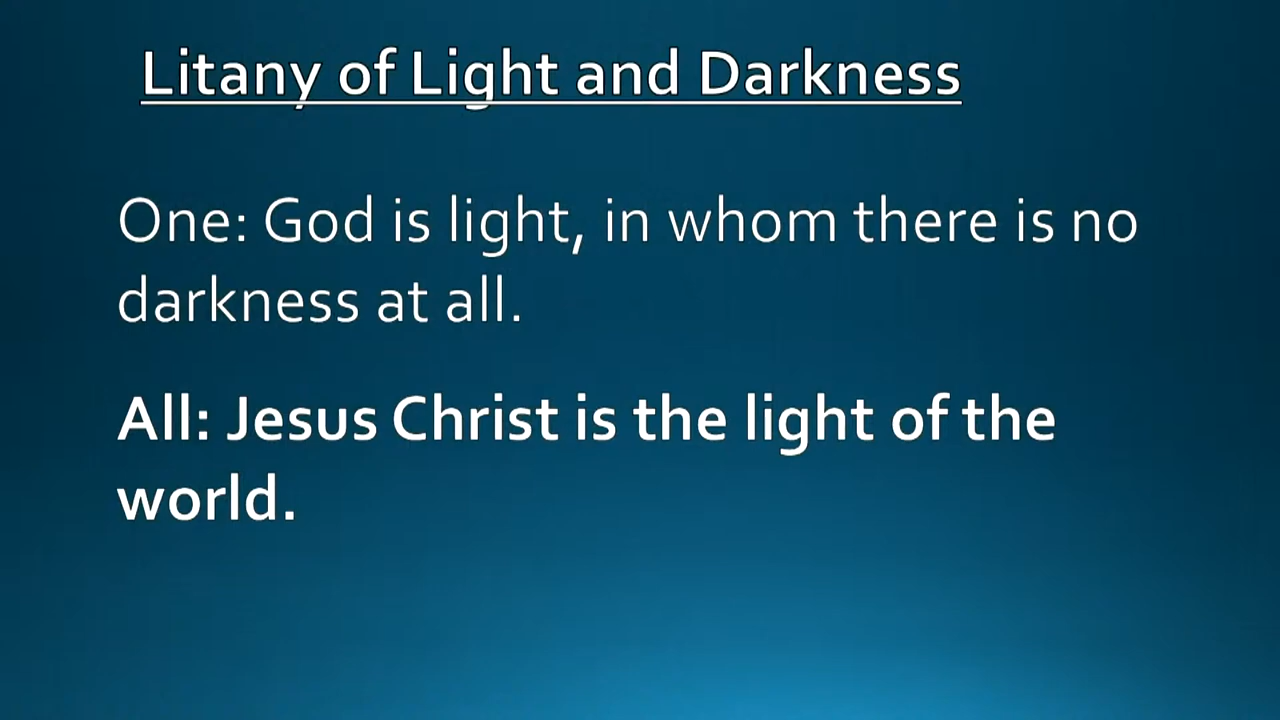 Litany of Light and Darkness
One: God is light, in whom there is no
darkness at all.
All: Jesus Christ is the light of the
world.